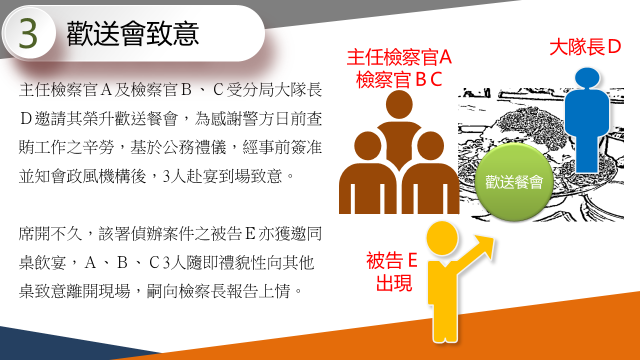 3 歡送會致意
主任檢察官Ａ及檢察官Ｂ、Ｃ受分局大隊長
Ｄ邀請其榮升歡送餐會，為感謝警方日前查
賄工作之辛勞，基於公務禮儀，經事前簽准
並知會政風機構後，3人赴宴到場致意。
席開不久，該署偵辦案件之被告Ｅ亦獲邀同
桌飲宴，Ａ、Ｂ、Ｃ3人隨即禮貌性向其他
桌致意離開現場，嗣向檢察長報告上情。
主任檢察官Ａ
檢察官ＢＣ
大隊長Ｄ
歡送餐會
被告Ｅ
出現